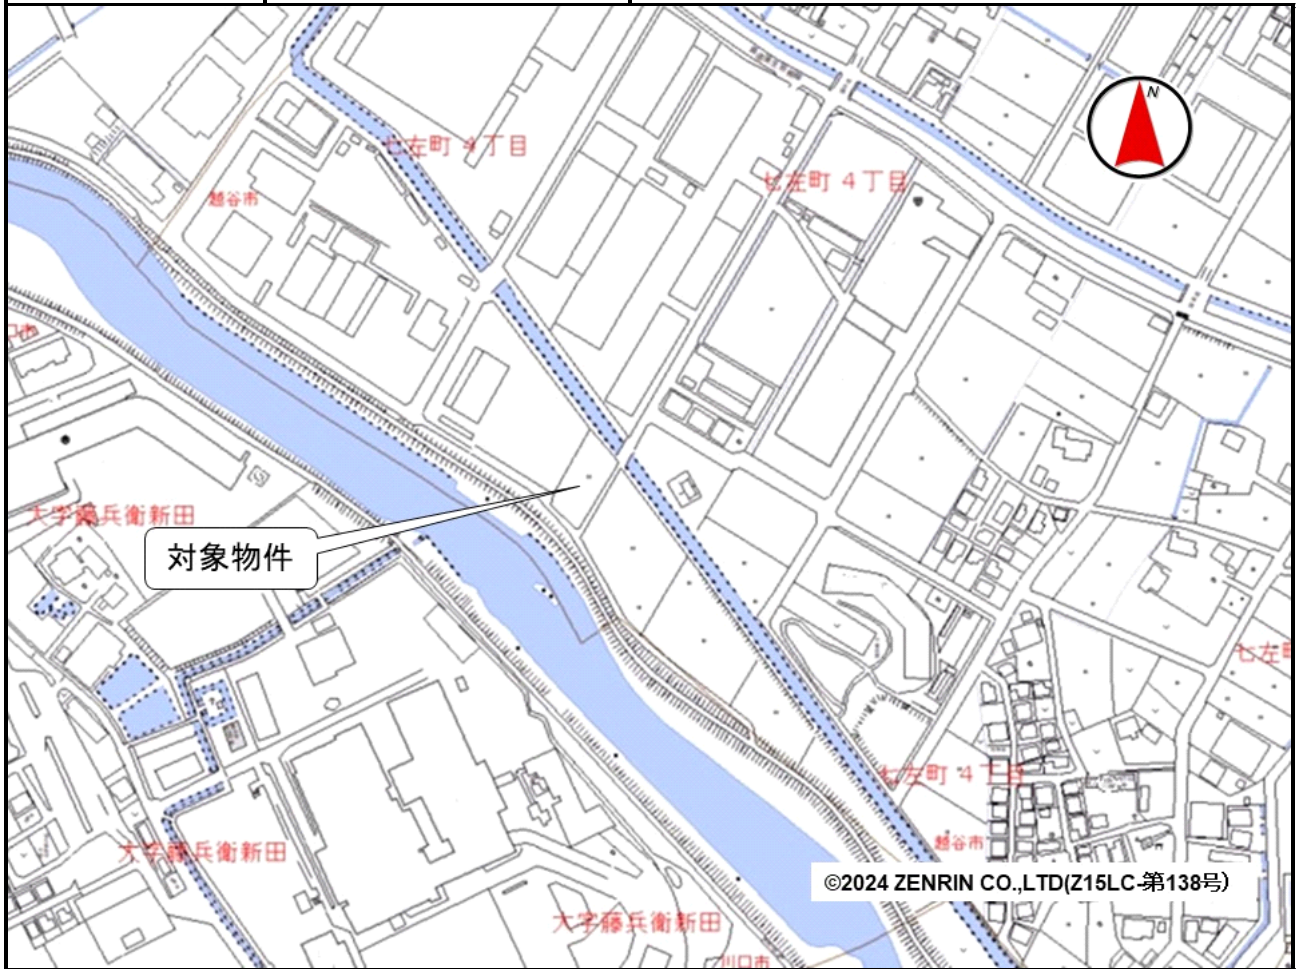 N
七左町 4丁目
七左町 4丁目
越谷市
大字藤兵衛新田
対象物件
七左町 4丁目
越谷市
大字藤兵衛新田
©2024 ZENRIN CO.,LTD(Z15LC-第138号)
大字藤兵衛新田
川口市